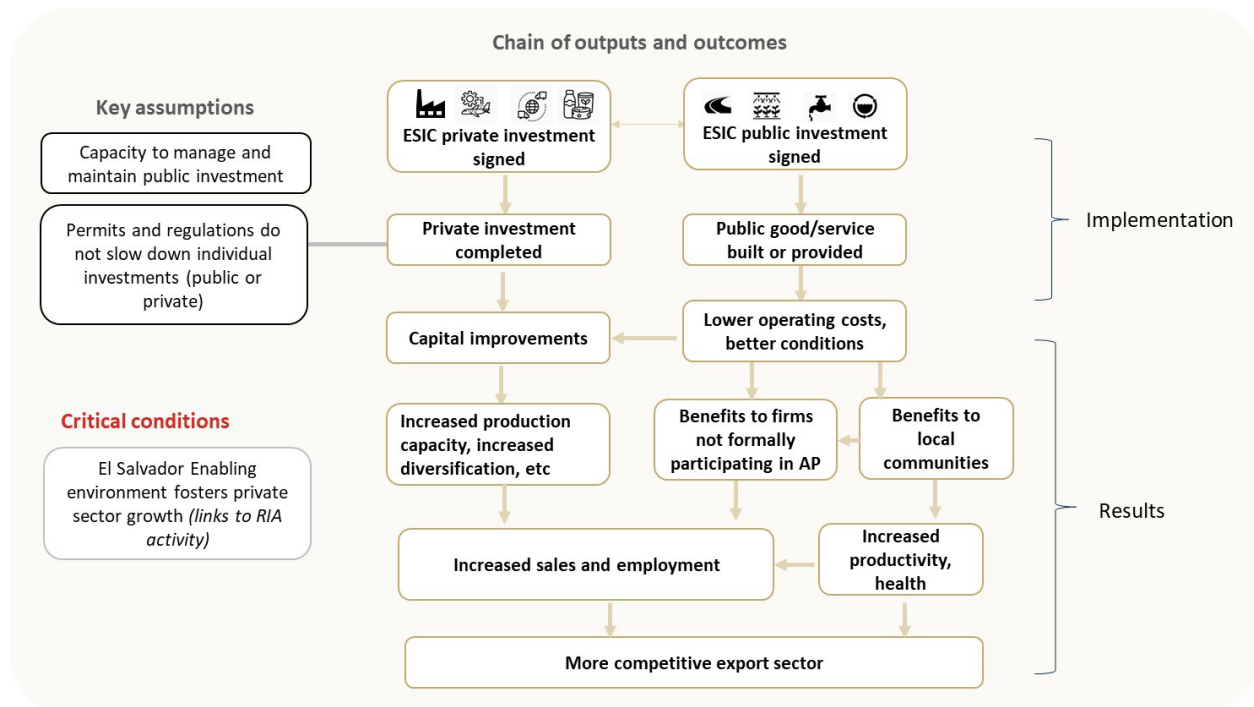 Chain of outputs and outcomes
Key assumptions
Capacity to manage and
maintain public investment
Permits and regulations do
not slow down individual
investments (public or
private)
Critical conditions
El Salvador Enabling
environment fosters private
sector growth (links to RIA
activity)
ESIC private investment
signed
ESIC public investment
signed
Private investment
completed
Public good/service
built or provided
Capital improvements
Lower operating costs,
better conditions
Increased production
capacity, increased
diversification, etc
Benefits to firms
not formally
participating in AP
Benefits to
local
communities
Increased sales and employment
Increased
productivity,
health
More competitive export sector
Implementation
Results